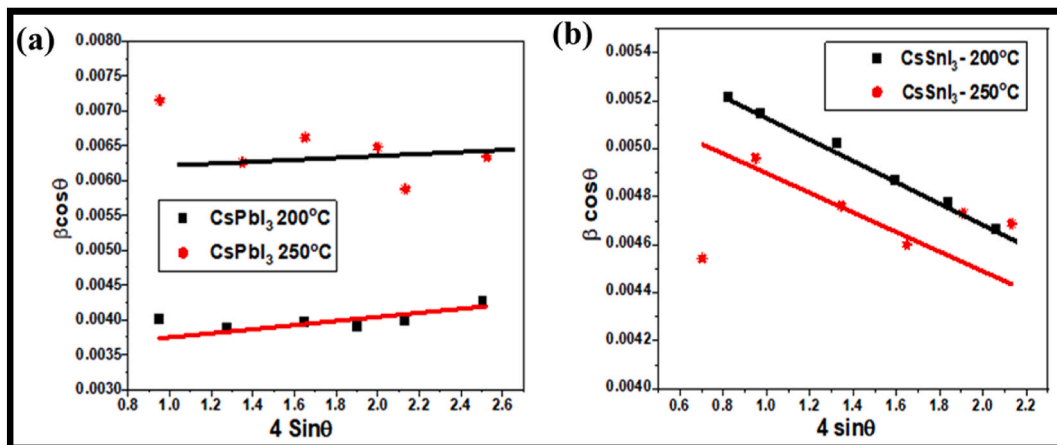 (a)
0.0080
0.0075
0.0070
0.0065
0.0060
0.0055
0.0050
0.0045
0.0040
0.0035
0.0030
βcosθ
CsPbI₃ 200°C
CsPbI₃ 250°C
0.8 1.0 1.2 1.4 1.6 1.8 2.0 2.2 2.4 2.6
4 Sinθ
(b)
0.0054
0.0052
0.0050
0.0048
0.0046
0.0044
0.0042
0.0040
β cosθ
CsSnI₃- 200°C
CsSnI₃- 250°C
0.6 0.8 1.0 1.2 1.4 1.6 1.8 2.0 2.2
4 sinθ